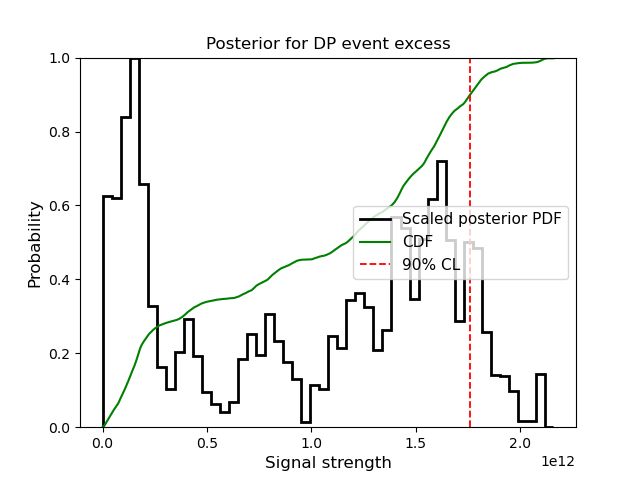 Posterior for DP event excess
1.0
0.8
0.6
0.4
0.2
0.0
Probability
Scaled posterior PDF
CDF
90% CL
0.0
0.5
1.0
1.5
2.0
1e12
Signal strength